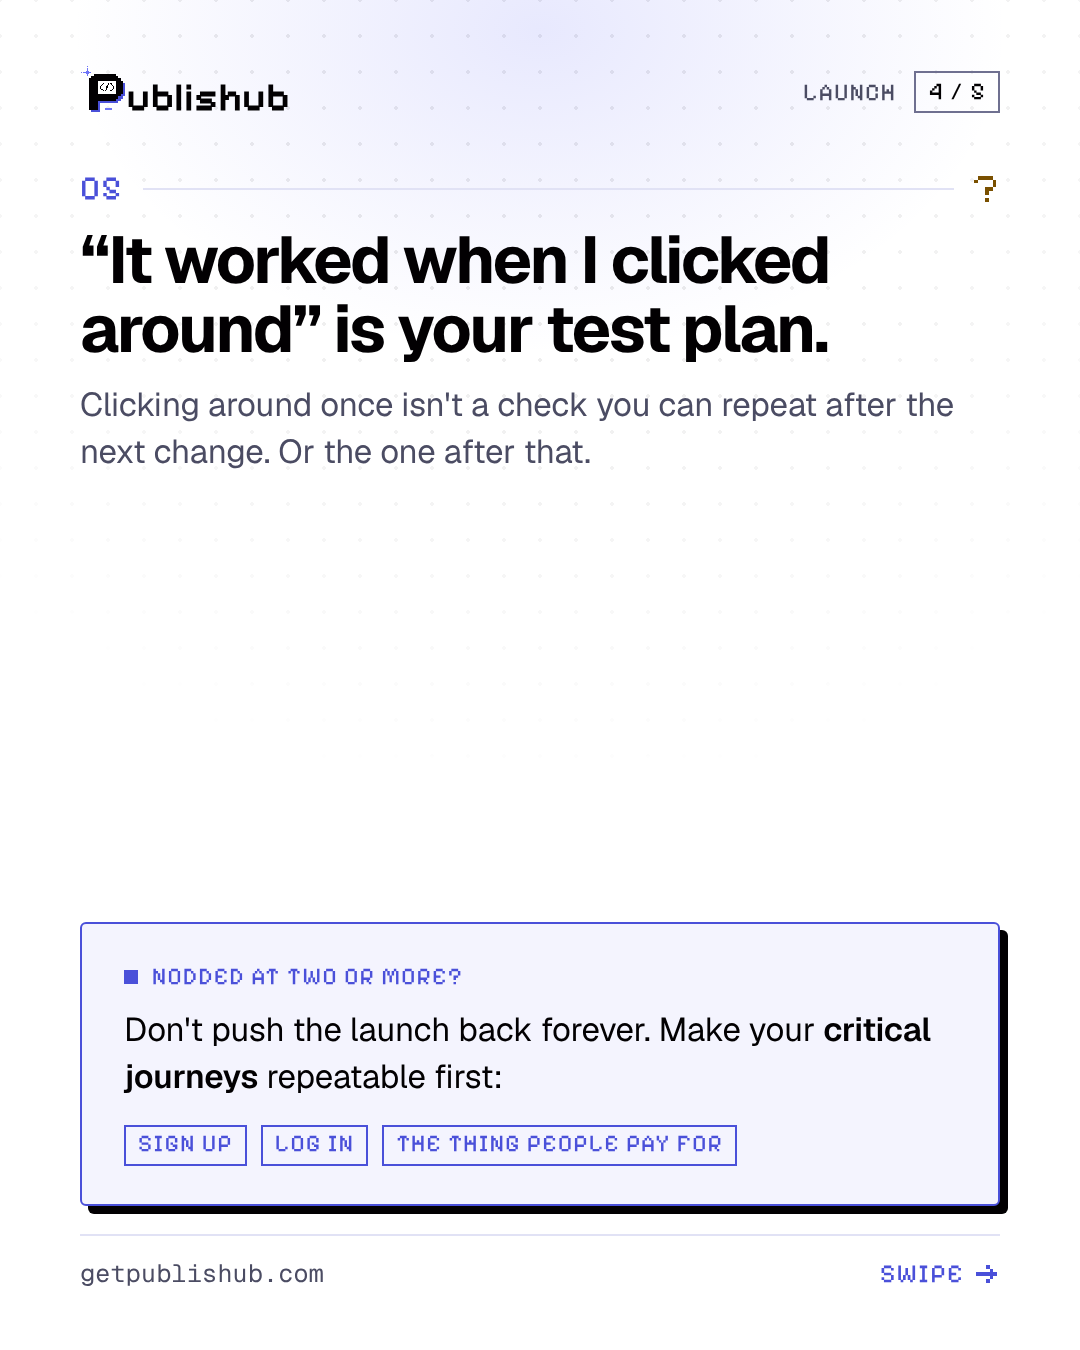 Publishub
LAUNCH 4 / 8
08 ?
“It worked when I clicked
around” is your test plan.
Clicking around once isn't a check you can repeat after the
next change. Or the one after that.
NODDED AT TWO OR MORE?
Don't push the launch back forever. Make your critical
journeys repeatable first:
SIGN UP LOG IN THE THING PEOPLE PAY FOR
getpublishub.com SWIPE →